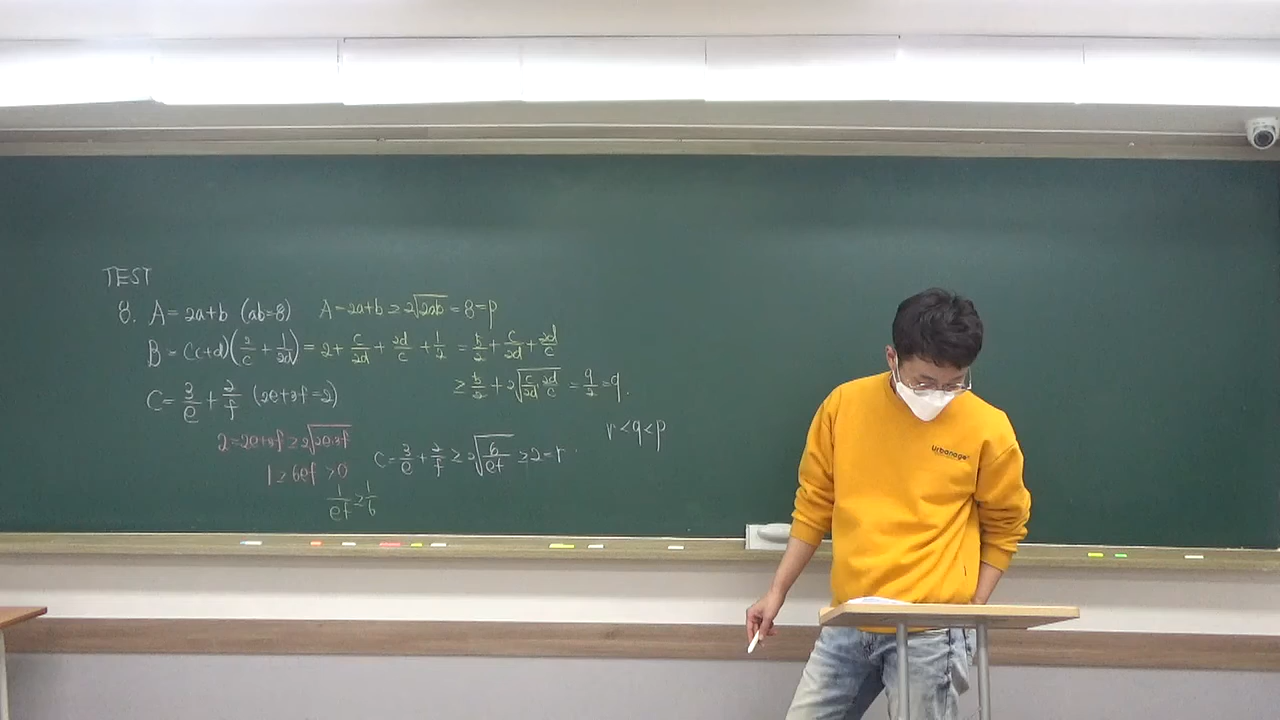 TEST
8. A = 2a+b (ab=8) A = 2a+b ≥ 2√(2ab) = 8 = p
B = (c+d)(2/c + 1/2d) = 2 + c/2d + 2d/c + 1/2 = 5/2 + c/2d + 2d/c
≥ 5/2 + 2√(c/2d · 2d/c) = 9/2 = q.
C = 3/e + 2/f (2e+3f=2)
r < q < p
2 = 2e+3f ≥ 2√(2e·3f)
C = 3/e + 2/f ≥ 2√(6/ef) ≥ 2 = r
1 ≥ 6ef > 0
1/ef ≥ 1/6
Urbanage